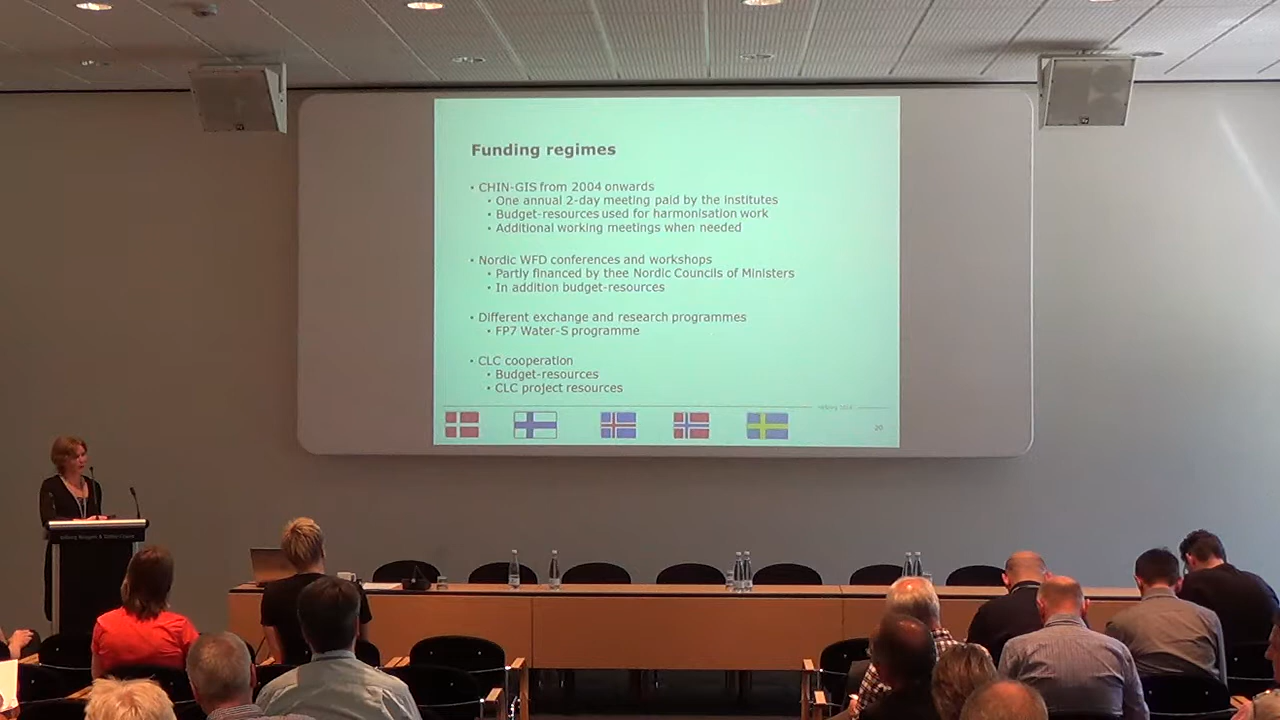 Funding regimes
• CHIN-GIS from 2004 onwards
• One annual 2-day meeting paid by the institutes
• Budget-resources used for harmonisation work
• Additional working meetings when needed
• Nordic WFD conferences and workshops
• Partly financed by thee Nordic Councils of Ministers
• In addition budget-resources
• Different exchange and research programmes
• FP7 Water-S programme
• CLC cooperation
• Budget-resources
• CLC project resources
20